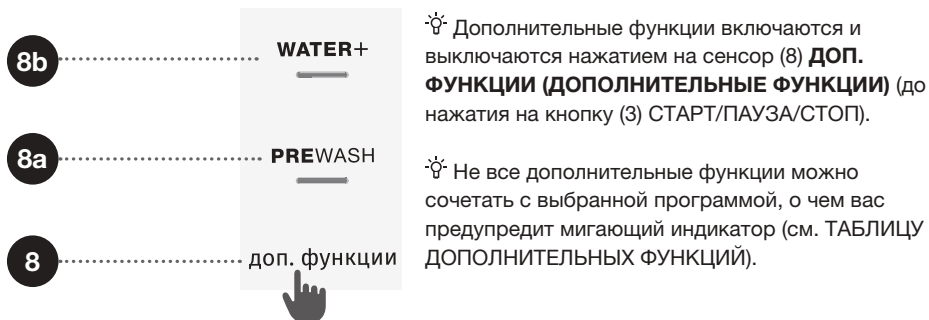 8b
WATER+
8a
PREWASH
8
доп. функции
Дополнительные функции включаются и
выключаются нажатием на сенсор (8) ДОП.
ФУНКЦИИ (ДОПОЛНИТЕЛЬНЫЕ ФУНКЦИИ) (до
нажатия на кнопку (3) СТАРТ/ПАУЗА/СТОП).
Не все дополнительные функции можно
сочетать с выбранной программой, о чем вас
предупредит мигающий индикатор (см. ТАБЛИЦУ
ДОПОЛНИТЕЛЬНЫХ ФУНКЦИЙ).